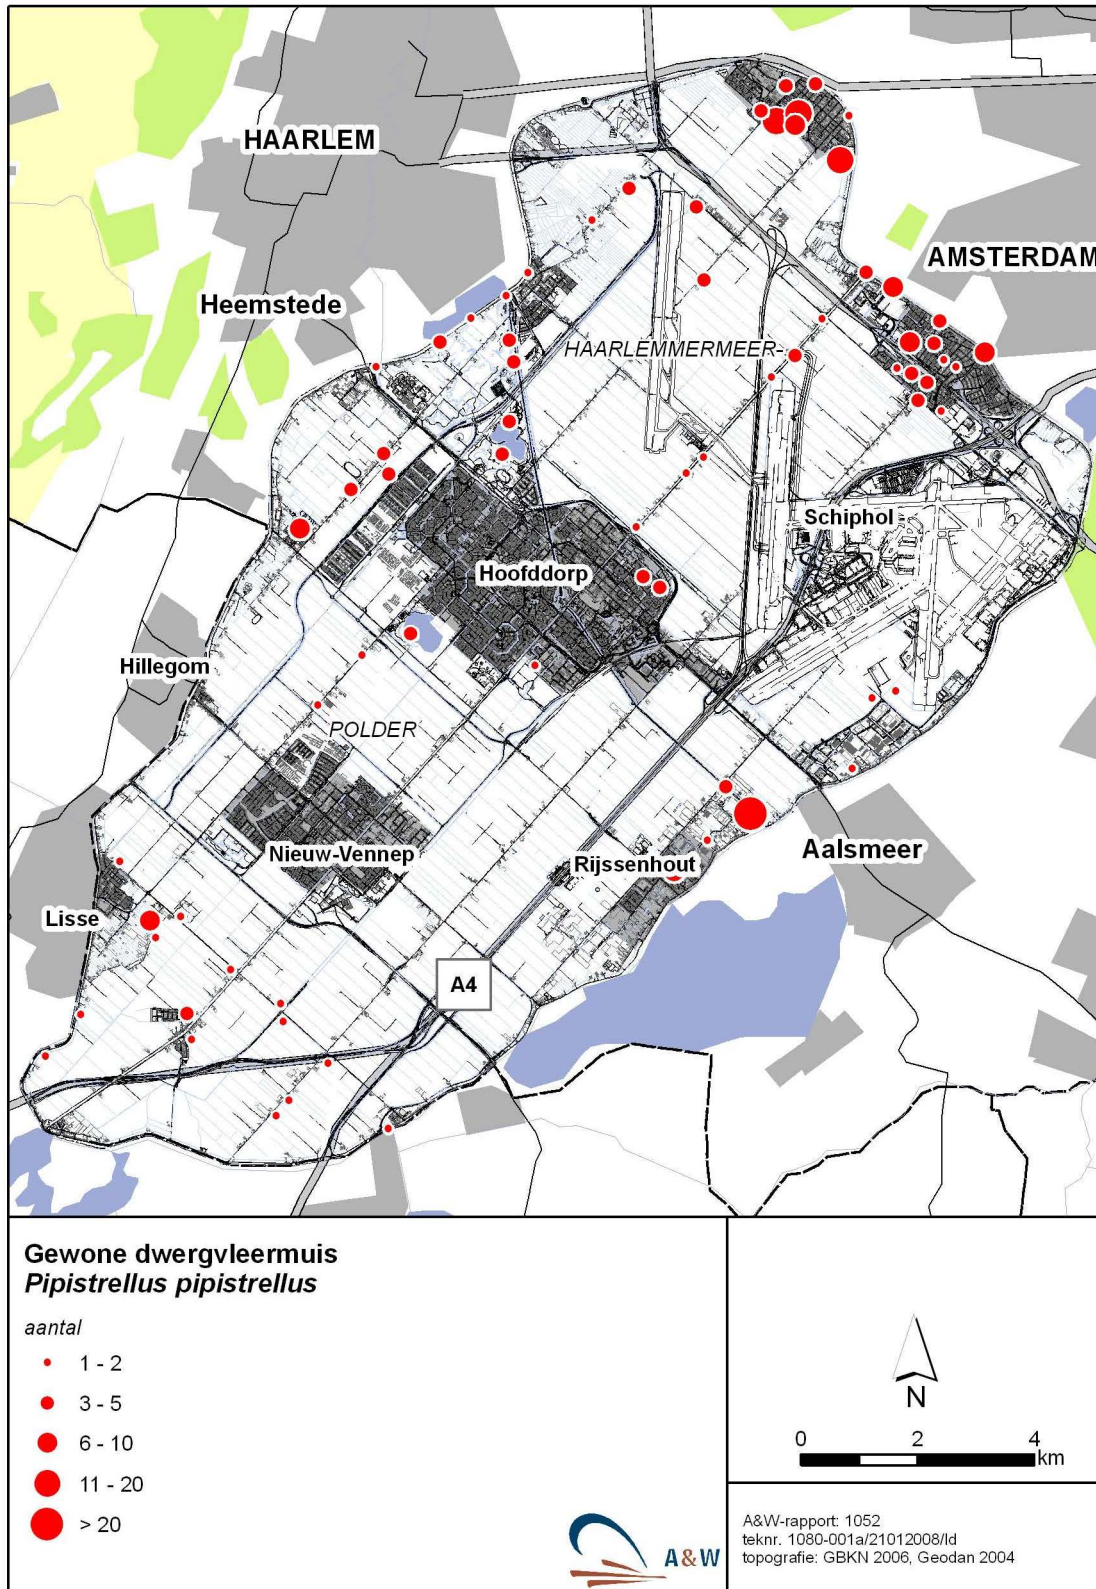 HAARLEM
AMSTERDAM
Heemstede
HAARLEMMERMEER-
Schiphol
Hoofddorp
Hillegom
POLDER
Nieuw-Vennep
Rijssenhout
Aalsmeer
Lisse
A4
Gewone dwergvleermuis
Pipistrellus pipistrellus
aantal
1 - 2
3 - 5
6 - 10
11 - 20
> 20
A&W
N
0 2 4
km
A&W-rapport: 1052
teknr. 1080-001a/21012008/ld
topografie: GBKN 2006, Geodan 2004